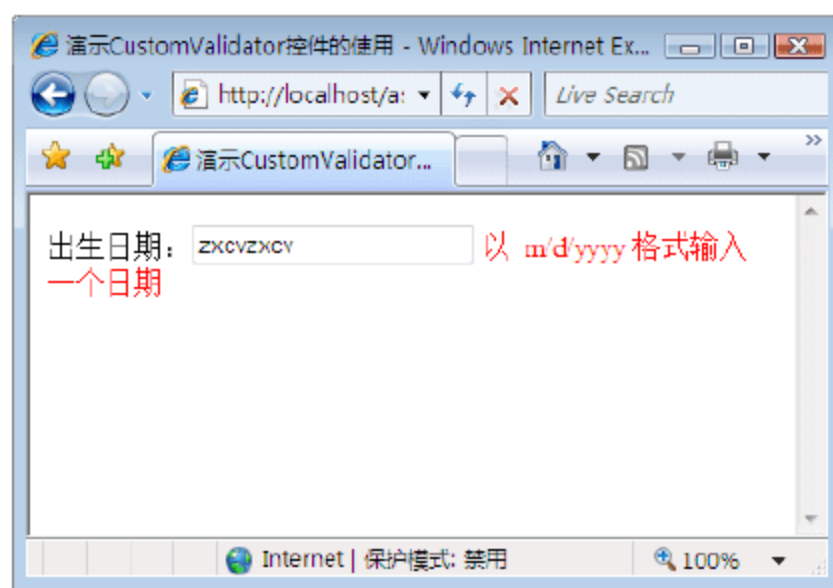 演示CustomValidator控件的使用 - Windows Internet Ex...
http://localhost/a:
Live Search
演示CustomValidator...
出生日期：zxcvzxcv 以 m/d/yyyy 格式输入
一个日期
Internet | 保护模式: 禁用
100%